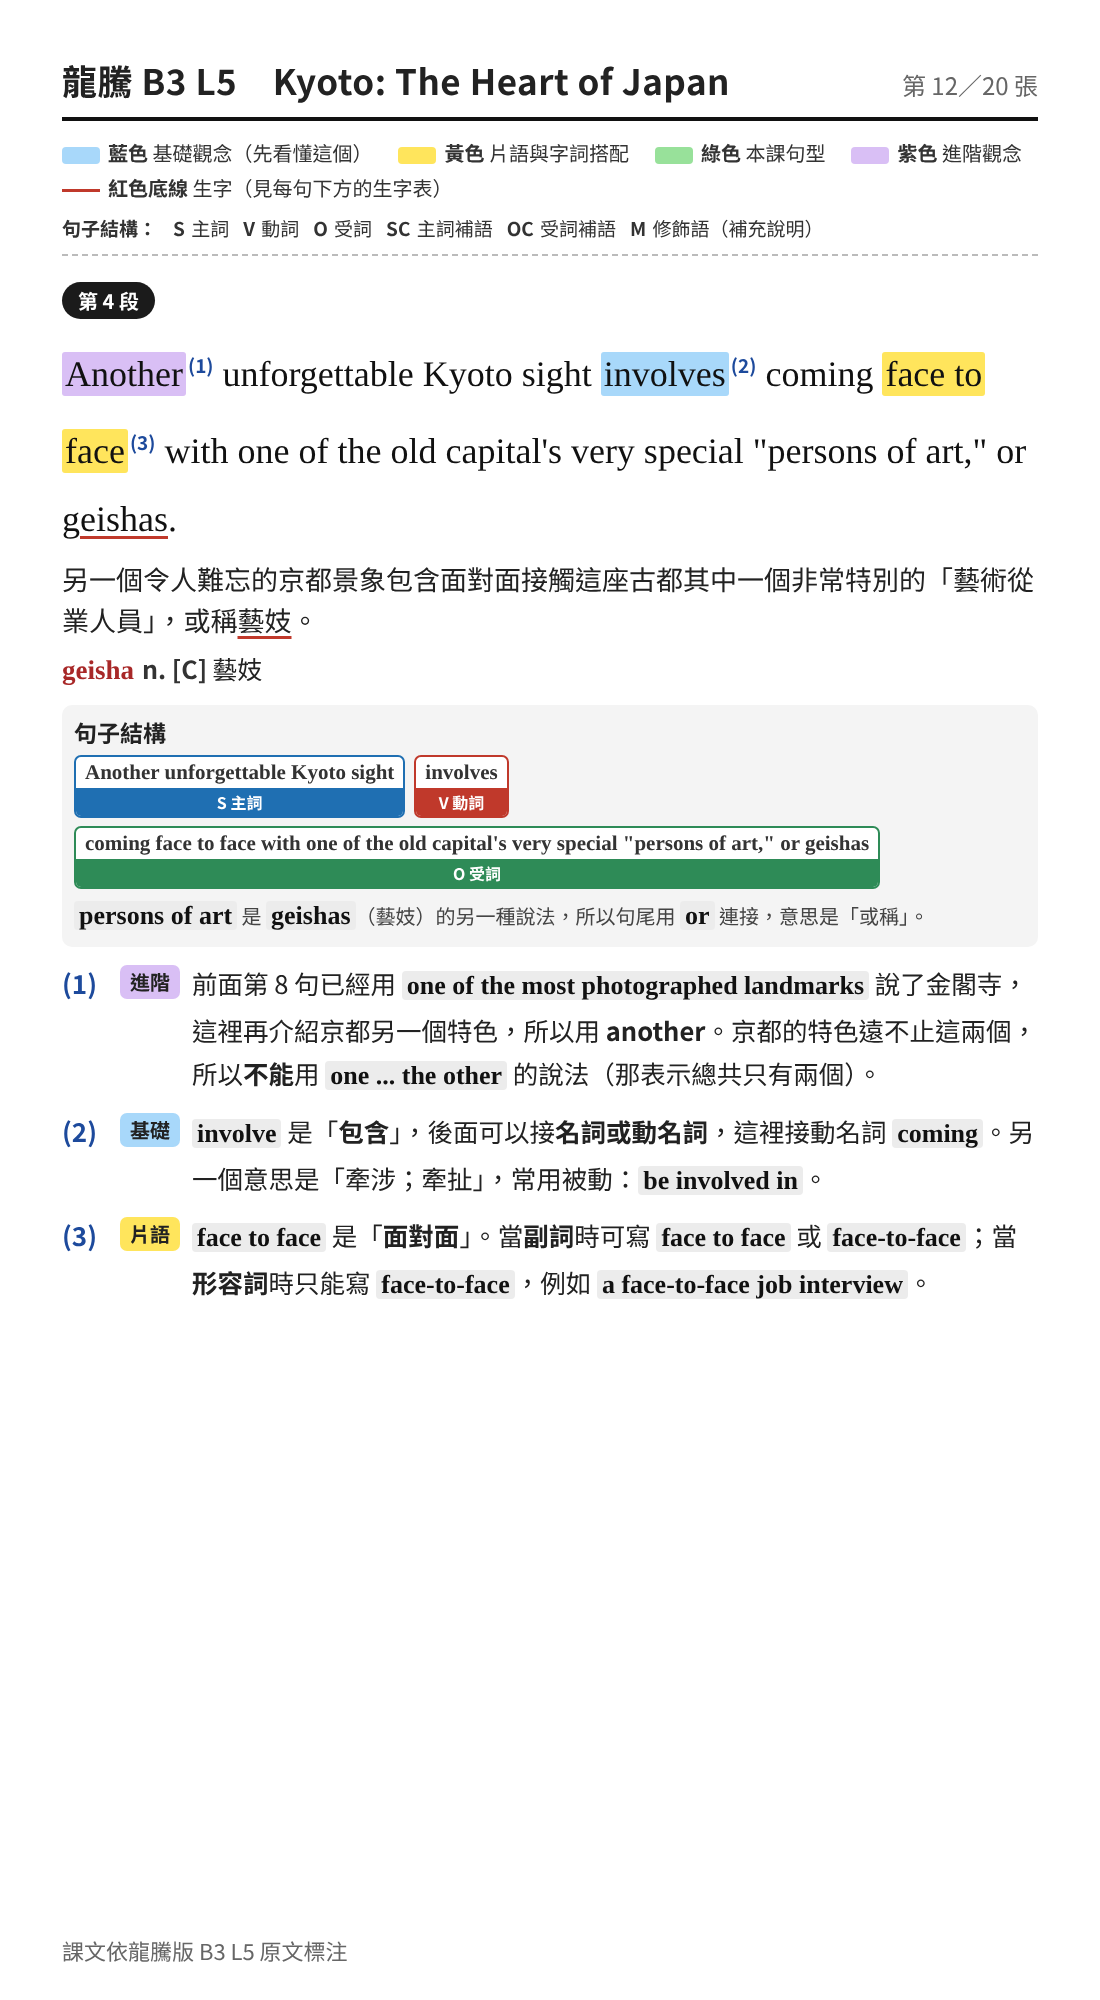 龍騰 B3 L5 Kyoto: The Heart of Japan 第 12／20 張
藍色 基礎觀念（先看懂這個） 黃色 片語與字詞搭配 綠色 本課句型 紫色 進階觀念
紅色底線 生字（見每句下方的生字表）
句子結構： S 主詞 V 動詞 O 受詞 SC 主詞補語 OC 受詞補語 M 修飾語（補充說明）
第 4 段
Another(1) unforgettable Kyoto sight involves(2) coming face to
face(3) with one of the old capital's very special "persons of art," or
geishas.
另一個令人難忘的京都景象包含面對面接觸這座古都其中一個非常特別的「藝術從
業人員」，或稱藝妓。
geisha n. [C] 藝妓
句子結構
Another unforgettable Kyoto sight involves
S 主詞 V 動詞
coming face to face with one of the old capital's very special "persons of art," or geishas
O 受詞
persons of art 是 geishas（藝妓）的另一種說法，所以句尾用 or 連接，意思是「或稱」。
(1) 進階 前面第 8 句已經用 one of the most photographed landmarks 說了金閣寺，
這裡再介紹京都另一個特色，所以用 another。京都的特色遠不止這兩個，
所以不能用 one ... the other 的說法（那表示總共只有兩個）。
(2) 基礎 involve 是「包含」，後面可以接名詞或動名詞，這裡接動名詞 coming。另
一個意思是「牽涉；牽扯」，常用被動：be involved in。
(3) 片語 face to face 是「面對面」。當副詞時可寫 face to face 或 face-to-face；當
形容詞時只能寫 face-to-face，例如 a face-to-face job interview。
課文依龍騰版 B3 L5 原文標注